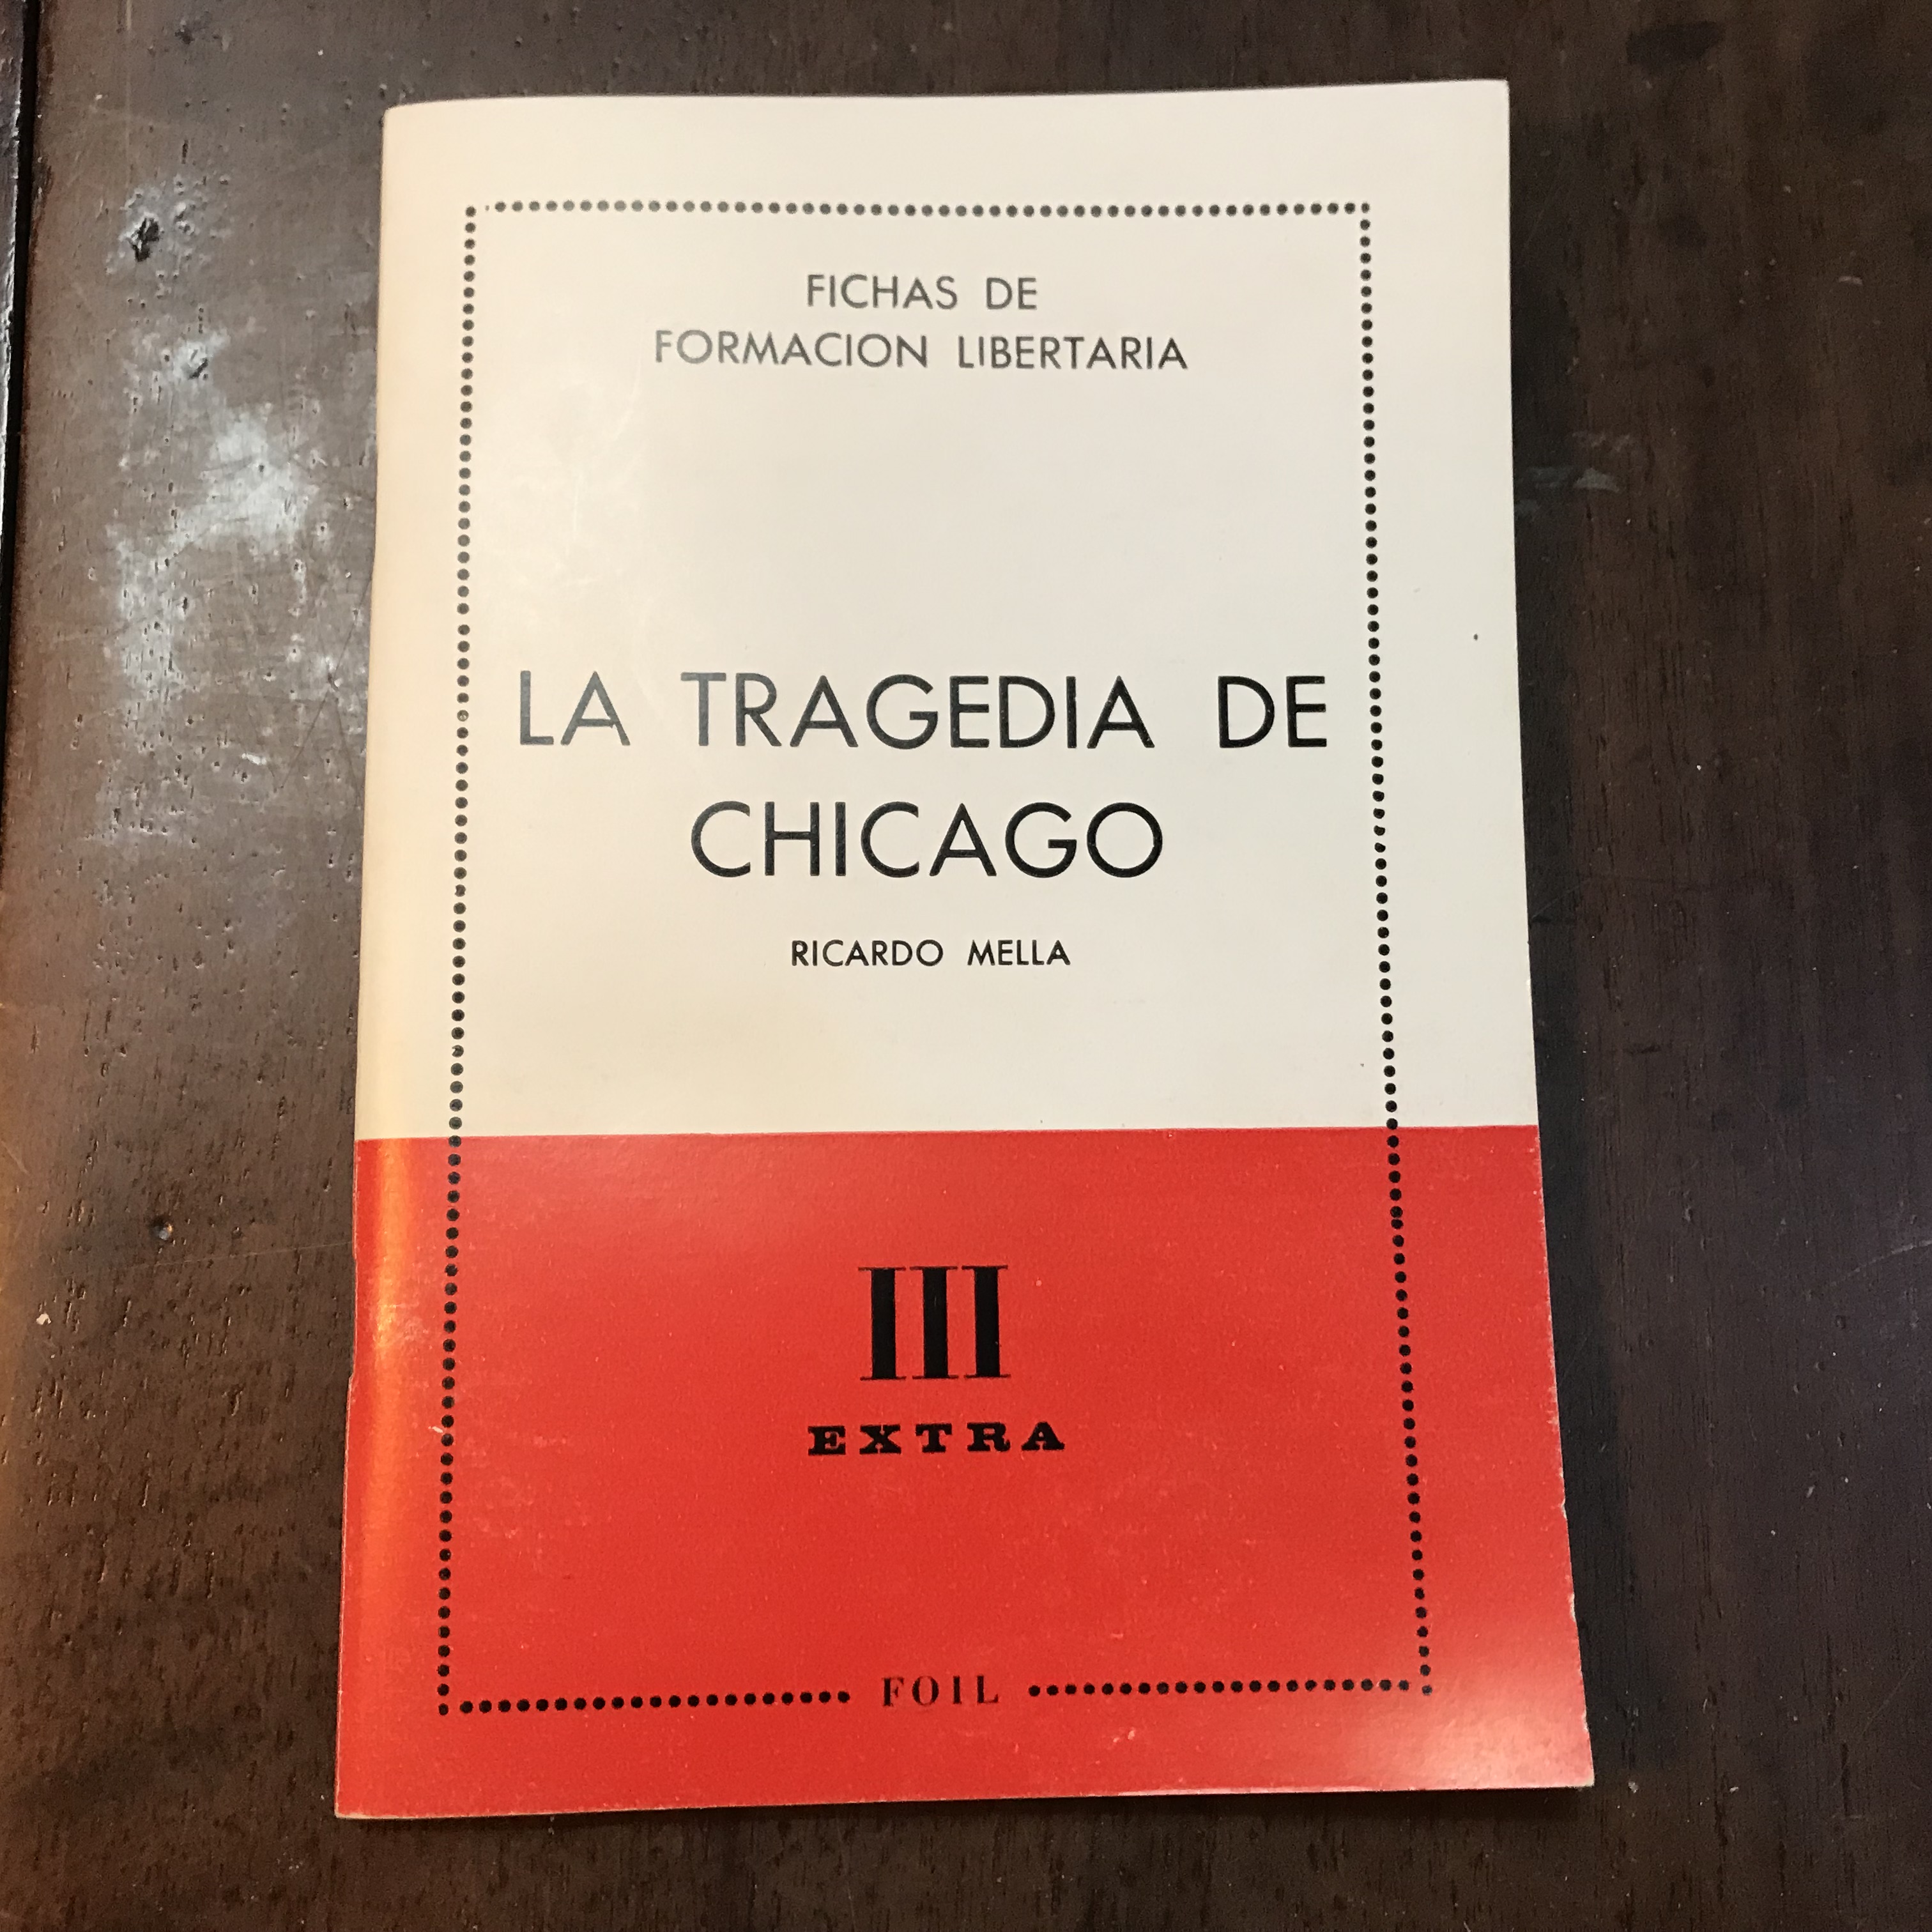 FICHAS DE
FORMACION LIBERTARIA
LA TRAGEDIA DE
CHICAGO
RICARDO MELLA
III
EXTRA
FOIL